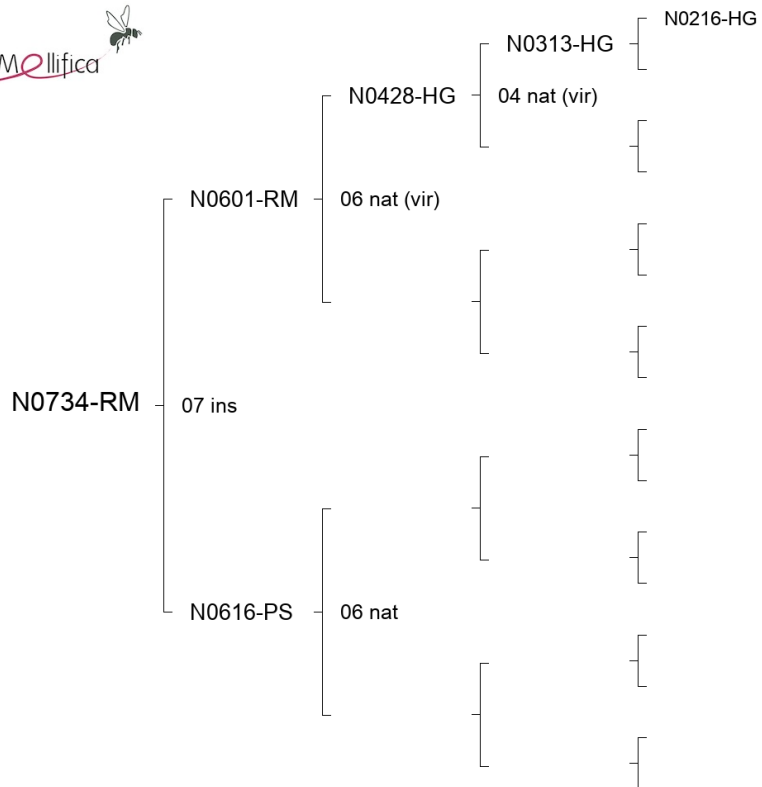 Mellifica
N0216-HG
N0313-HG
N0428-HG
04 nat (vir)
N0601-RM
06 nat (vir)
N0734-RM
07 ins
N0616-PS
06 nat